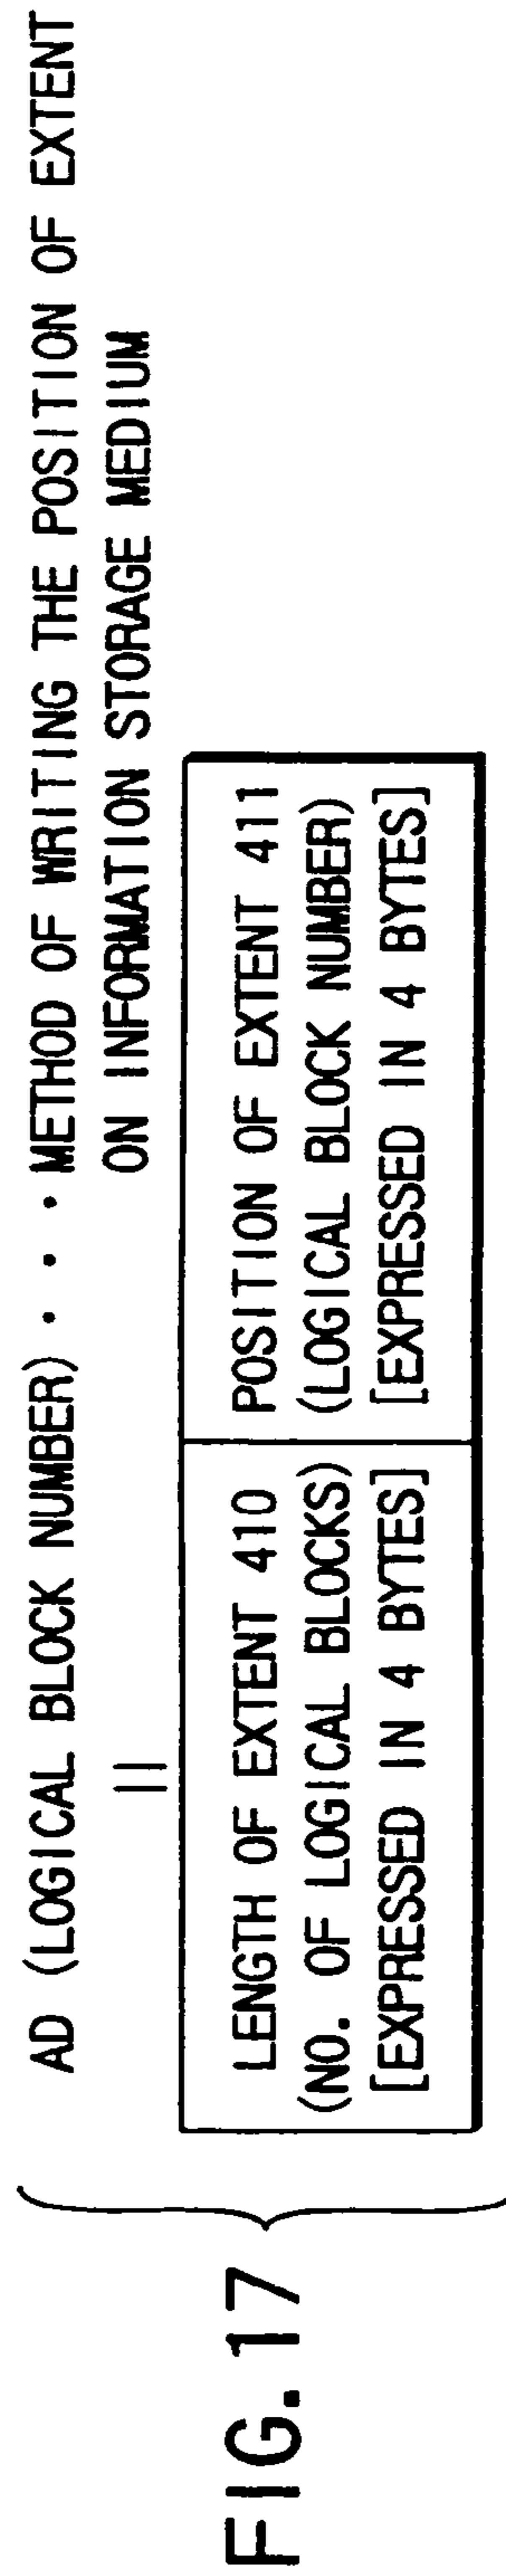 FIG. 17
AD (LOGICAL BLOCK NUMBER) · · · METHOD OF WRITING THE POSITION OF EXTENT
ON INFORMATION STORAGE MEDIUM
||
LENGTH OF EXTENT 410
(NO. OF LOGICAL BLOCKS)
[EXPRESSED IN 4 BYTES]
POSITION OF EXTENT 411
(LOGICAL BLOCK NUMBER)
[EXPRESSED IN 4 BYTES]